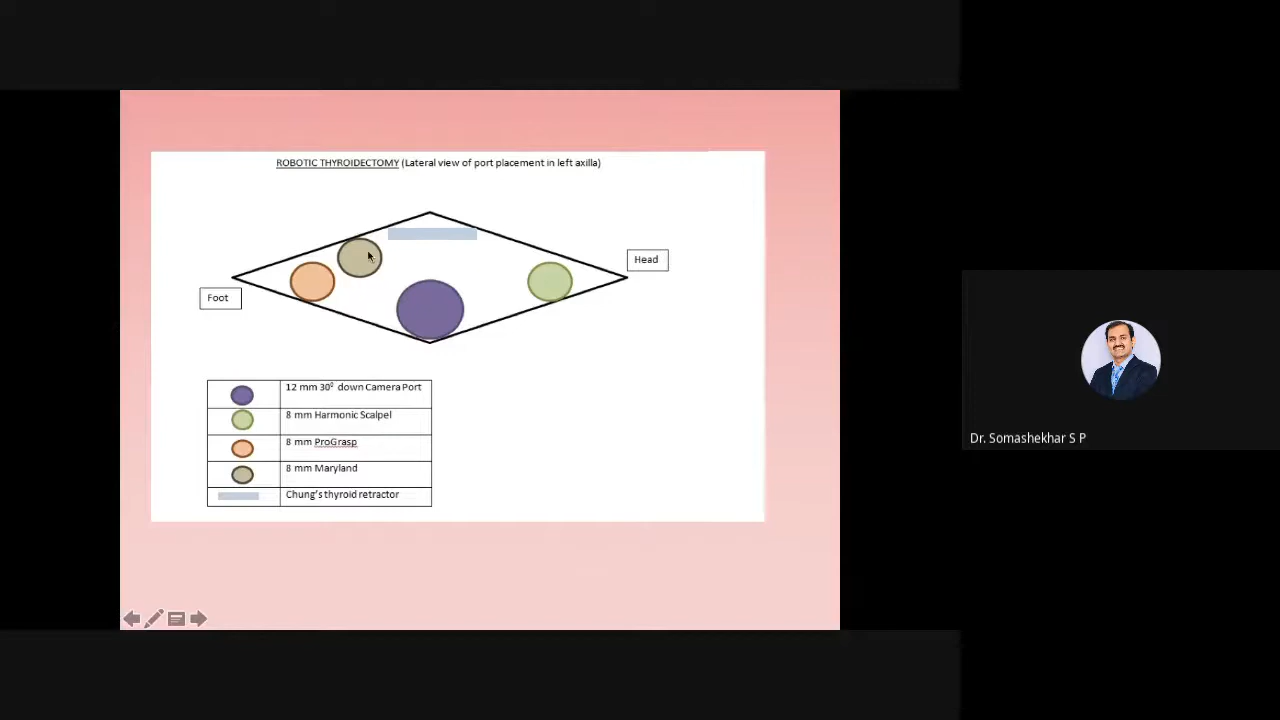 ROBOTIC THYROIDECTOMY (Lateral view of port placement in left axilla)
Head
Foot
12 mm 30⁰ down Camera Port
8 mm Harmonic Scalpel
8 mm ProGrasp
8 mm Maryland
Chung's thyroid retractor
Dr. Somashekhar S P